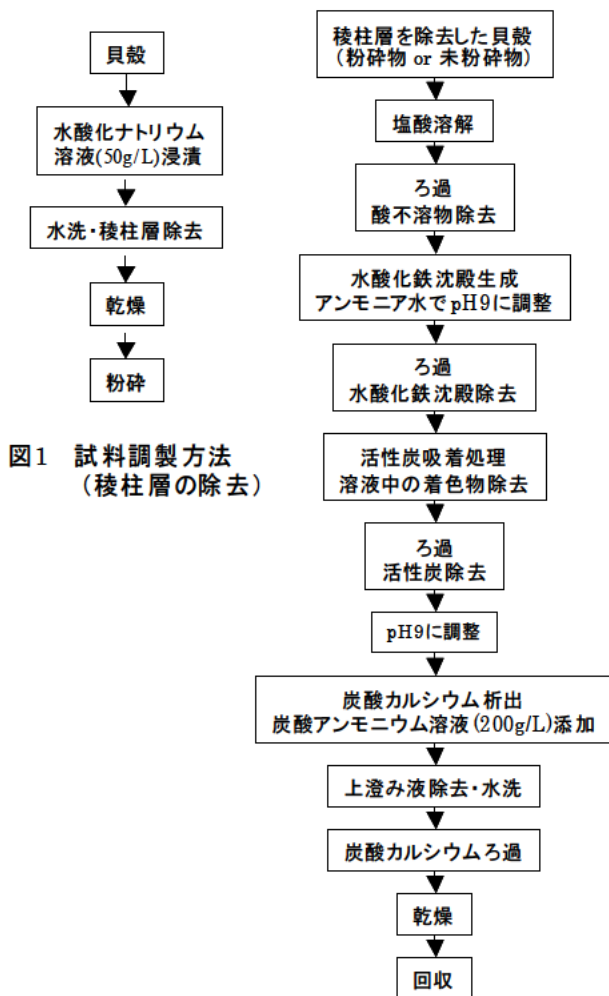 貝殻
水酸化ナトリウム
溶液(50g/L)浸漬
水洗・稜柱層除去
乾燥
粉砕
図1 試料調製方法
（稜柱層の除去）
稜柱層を除去した貝殻
（粉砕物 or 未粉砕物）
塩酸溶解
ろ過
酸不溶物除去
水酸化鉄沈殿生成
アンモニア水でpH9に調整
ろ過
水酸化鉄沈殿除去
活性炭吸着処理
溶液中の着色物除去
ろ過
活性炭除去
pH9に調整
炭酸カルシウム析出
炭酸アンモニウム溶液(200g/L)添加
上澄み液除去・水洗
炭酸カルシウムろ過
乾燥
回収